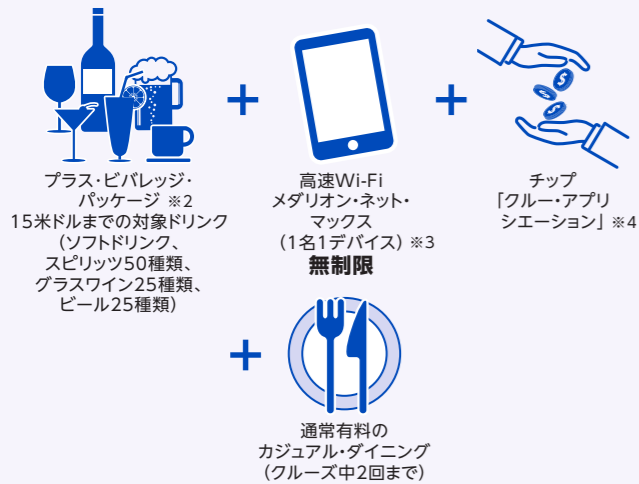 プラス・ビバレッジ・
パッケージ ※2
15米ドルまでの対象ドリンク
(ソフトドリンク、
スピリッツ50種類、
グラスワイン25種類、
ビール25種類)
+
高速Wi-Fi
メダリオン・ネット・
マックス
(1名1デバイス) ※3
無制限
+
チップ
「クルー・アプリ
シエーション」 ※4
+
通常有料の
カジュアル・ダイニング
(クルーズ中2回まで)